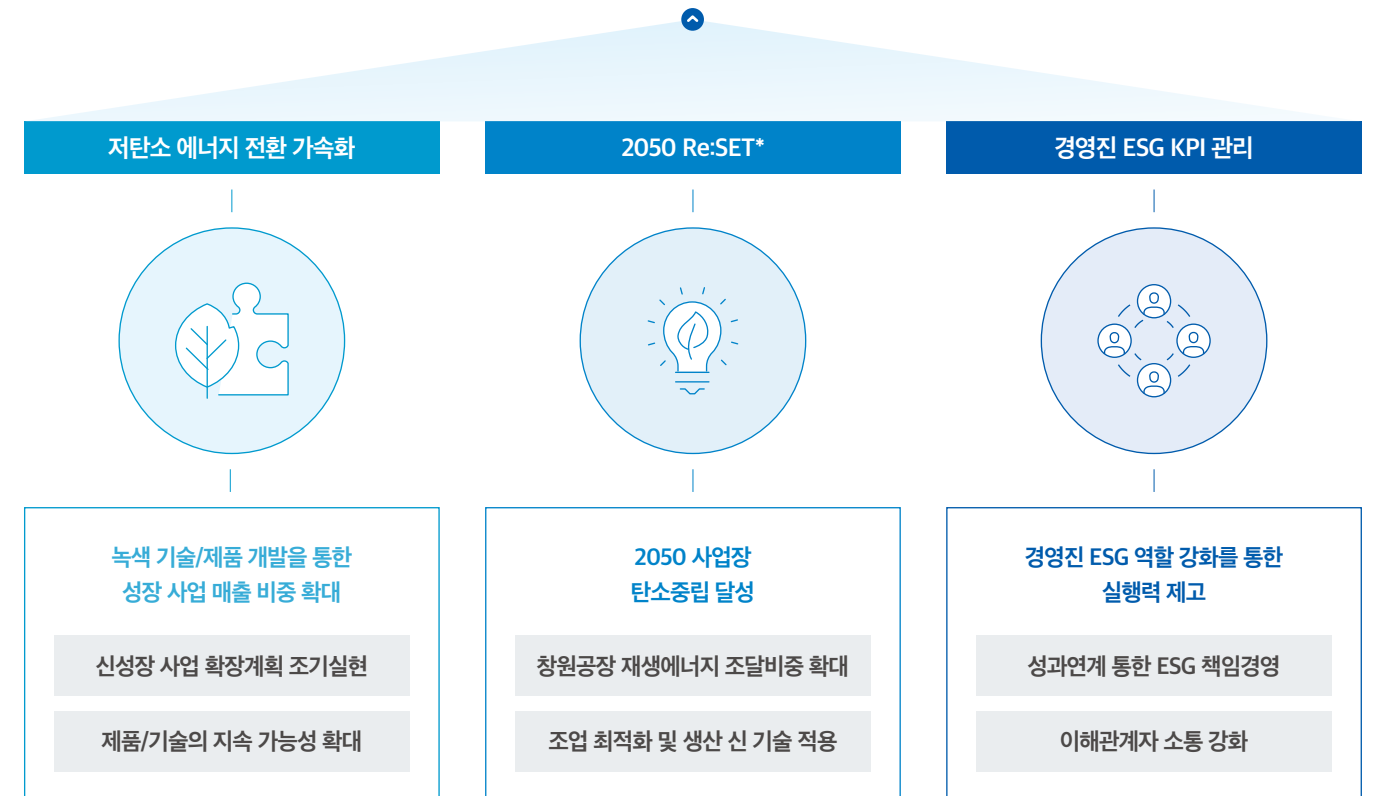 저탄소 에너지 전환 가속화
2050 Re:SET*
경영진 ESG KPI 관리
녹색 기술/제품 개발을 통한
성장 사업 매출 비중 확대
신성장 사업 확장계획 조기실현
제품/기술의 지속 가능성 확대
2050 사업장
탄소중립 달성
창원공장 재생에너지 조달비중 확대
조업 최적화 및 생산 신 기술 적용
경영진 ESG 역할 강화를 통한
실행력 제고
성과연계 통한 ESG 책임경영
이해관계자 소통 강화